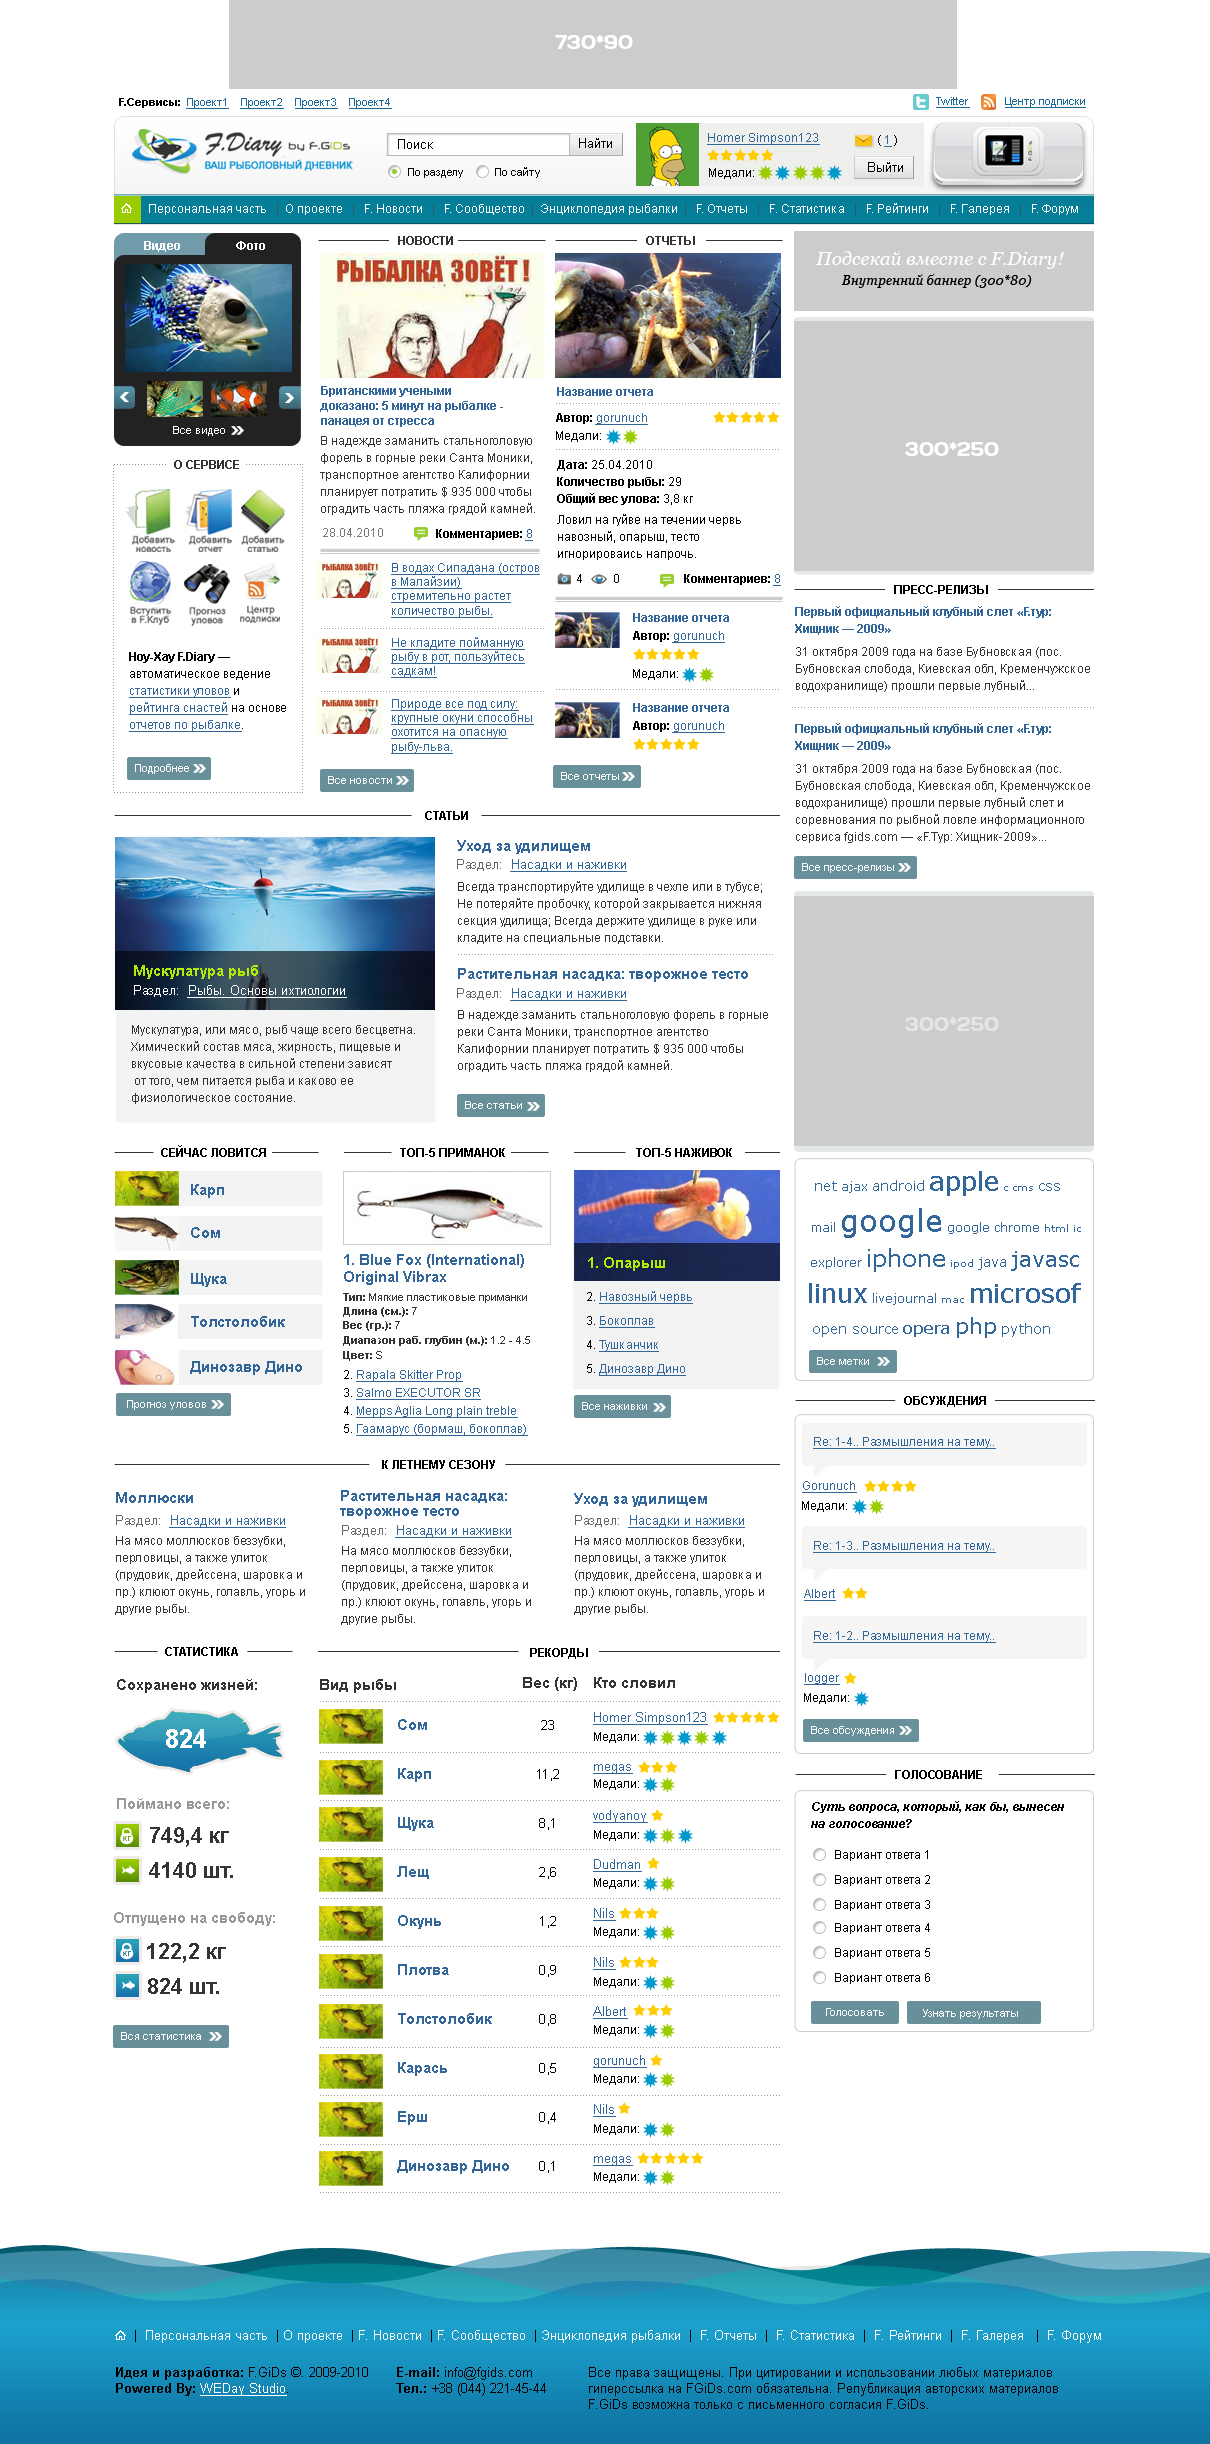 730*90
F.Сервисы: Проект1 Проект2 Проект3 Проект4
Twitter Центр подписки
F.Diary by F.GiDs
ВАШ РЫБОЛОВНЫЙ ДНЕВНИК
Поиск Найти
По разделу По сайту
Homer Simpson123
Медали:
( 1 )
Выйти
Персональная часть О проекте F. Новости F. Сообщество Энциклопедия рыбалки F. Отчеты F. Статистика F. Рейтинги F. Галерея F. Форум
Видео Фото
Все видео
О СЕРВИСЕ
Добавить новость
Добавить отчет
Добавить статью
Вступить в F.Клуб
Прогноз уловов
Центр подписки
Ноу-Хау F.Diary —
автоматическое ведение
статистики уловов и
рейтинга снастей на основе
отчетов по рыбалке.
Подробнее
НОВОСТИ
РЫБАЛКА ЗОВЁТ!
Британскими учеными
доказано: 5 минут на рыбалке -
панацея от стресса
В надежде заманить стальноголовую
форель в горные реки Санта Моники,
транспортное агентство Калифорнии
планирует потратить $ 935 000 чтобы
оградить часть пляжа грядой камней.
28.04.2010 Комментариев: 8
РЫБАЛКА ЗОВЁТ!
В водах Сипадана (остров
в Малайзии)
стремительно растет
количество рыбы.
РЫБАЛКА ЗОВЁТ!
Не кладите пойманную
рыбу в рот, пользуйтесь
садкам!
РЫБАЛКА ЗОВЁТ!
Природе все под силу:
крупные окуни способны
охотится на опасную
рыбу-льва.
Все новости
ОТЧЕТЫ
Название отчета
Автор: gorunuch
Медали:
Дата: 25.04.2010
Количество рыбы: 29
Общий вес улова: 3,8 кг
Ловил на гуйве на течении червь
навозный, опарыш, тесто
игнорироваись напрочь.
4 0 Комментариев: 8
Название отчета
Автор: gorunuch
Медали:
Название отчета
Автор: gorunuch
Все отчеты
Подсекай вместе с F.Diary!
Внутренний баннер (300*80)
300*250
ПРЕСС-РЕЛИЗЫ
Первый официальный клубный слет «F.тур:
Хищник — 2009»
31 октября 2009 года на базе Бубновская (пос.
Бубновская слобода, Киевская обл, Кременчужское
водохранилище) прошли первые лубный...
Первый официальный клубный слет «F.тур:
Хищник — 2009»
31 октября 2009 года на базе Бубновская (пос.
Бубновская слобода, Киевская обл, Кременчужское
водохранилище) прошли первые лубный слет и
соревнования по рыбной ловле информационного
сервиса fgids.com — «F.Тур: Хищник-2009»...
Все пресс-релизы
300*250
СТАТЬИ
Мускулатура рыб
Раздел: Рыбы. Основы ихтиологии
Мускулатура, или мясо, рыб чаще всего бесцветна.
Химический состав мяса, жирность, пищевые и
вкусовые качества в сильной степени зависят
от того, чем питается рыба и каково ее
физиологическое состояние.
Уход за удилищем
Раздел: Насадки и наживки
Всегда транспортируйте удилище в чехле или в тубусе;
Не потеряйте пробочку, которой закрывается нижняя
секция удилища; Всегда держите удилище в руке или
кладите на специальные подставки.
Растительная насадка: творожное тесто
Раздел: Насадки и наживки
В надежде заманить стальноголовую форель в горные
реки Санта Моники, транспортное агентство
Калифорнии планирует потратить $ 935 000 чтобы
оградить часть пляжа грядой камней.
Все статьи
СЕЙЧАС ЛОВИТСЯ
Карп
Сом
Щука
Толстолобик
Динозавр Дино
Прогноз уловов
ТОП-5 ПРИМАНОК
1. Blue Fox (International)
Original Vibrax
Тип: Мягкие пластиковые приманки
Длина (см.): 7
Вес (гр.): 7
Диапазон раб. глубин (м.): 1.2 - 4.5
Цвет: S
2. Rapala Skitter Prop
3. Salmo EXECUTOR SR
4. Mepps Aglia Long plain treble
5. Гаамарус (бормаш, бокоплав)
ТОП-5 НАЖИВОК
1. Опарыш
2. Навозный червь
3. Бокоплав
4. Тушканчик
5. Динозавр Дино
Все наживки
net ajax android apple c cms css
mail google google chrome html ic
explorer iphone ipod java javasc
linux livejournal mac microsof
open source opera php python
Все метки
ОБСУЖДЕНИЯ
Re: 1-4.. Размышления на тему..
Gorunuch
Медали:
Re: 1-3.. Размышления на тему..
Albert
Re: 1-2.. Размышления на тему..
logger
Медали:
Все обсуждения
К ЛЕТНЕМУ СЕЗОНУ
Моллюски
Раздел: Насадки и наживки
На мясо моллюсков беззубки,
перловицы, а также улиток
(прудовик, дрейссена, шаровка и
пр.) клюют окунь, голавль, угорь и
другие рыбы.
Растительная насадка:
творожное тесто
Раздел: Насадки и наживки
На мясо моллюсков беззубки,
перловицы, а также улиток
(прудовик, дрейссена, шаровка и
пр.) клюют окунь, голавль, угорь и
другие рыбы.
Уход за удилищем
Раздел: Насадки и наживки
На мясо моллюсков беззубки,
перловицы, а также улиток
(прудовик, дрейссена, шаровка и
пр.) клюют окунь, голавль, угорь и
другие рыбы.
СТАТИСТИКА
Сохранено жизней:
824
Поймано всего:
КГ 749,4 кг
4140 шт.
Отпущено на свободу:
КГ 122,2 кг
824 шт.
Вся статистика
РЕКОРДЫ
Вид рыбы Вес (кг) Кто словил
Сом 23 Homer Simpson123
Медали:
Карп 11,2 megas
Медали:
Щука 8,1 vodyanoy
Медали:
Лещ 2,6 Dudman
Медали:
Окунь 1,2 Nils
Медали:
Плотва 0,9 Nils
Медали:
Толстолобик 0,8 Albert
Медали:
Карась 0,5 gorunuch
Медали:
Ерш 0,4 Nils
Медали:
Динозавр Дино 0,1 megas
Медали:
ГОЛОСОВАНИЕ
Суть вопроса, который, как бы, вынесен
на голосование?
Вариант ответа 1
Вариант ответа 2
Вариант ответа 3
Вариант ответа 4
Вариант ответа 5
Вариант ответа 6
Голосовать Узнать результаты
Персональная часть О проекте F. Новости F. Сообщество Энциклопедия рыбалки F. Отчеты F. Статистика F. Рейтинги F. Галерея F. Форум
Идея и разработка: F.GiDs ©, 2009-2010
Powered By: WEDay Studio
E-mail: info@fgids.com
Тел.: +38 (044) 221-45-44
Все права защищены. При цитировании и использовании любых материалов
гиперссылка на FGiDs.com обязательна. Републикация авторских материалов
F.GiDs возможна только с письменного согласия F.GiDs.